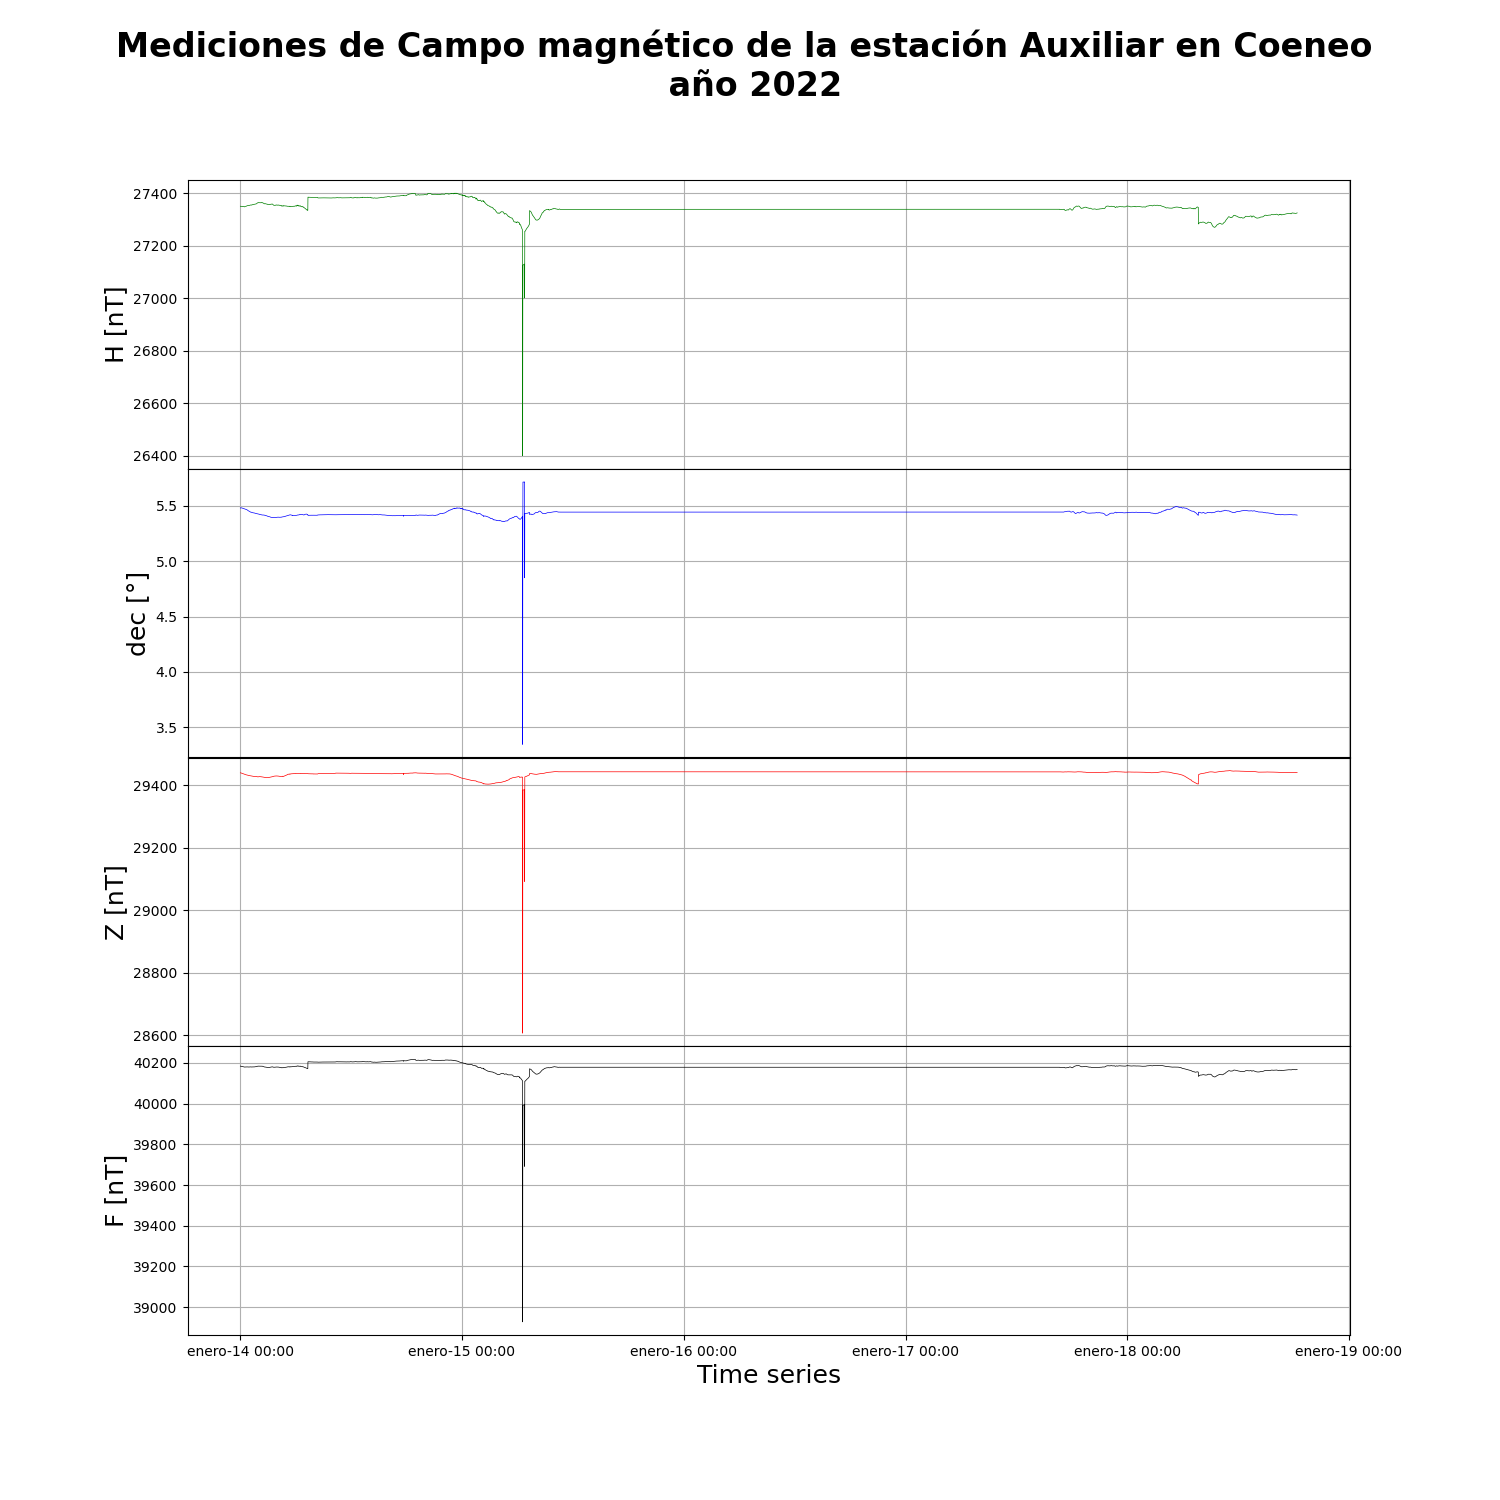 Mediciones de Campo magnético de la estación Auxiliar en Coeneo
año 2022
27400
27200
27000
26800
26600
26400
H [nT]
5.5
5.0
4.5
4.0
3.5
dec [°]
29400
29200
29000
28800
28600
Z [nT]
40200
40000
39800
39600
39400
39200
39000
F [nT]
enero-14 00:00 enero-15 00:00 enero-16 00:00 enero-17 00:00 enero-18 00:00 enero-19 00:00
Time series